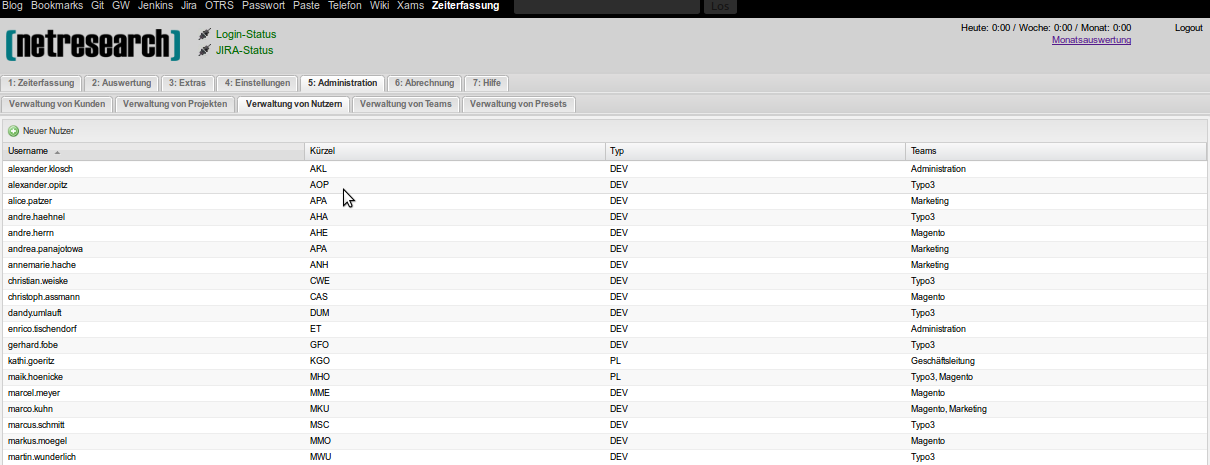 Blog Bookmarks Git GW Jenkins Jira OTRS Passwort Paste Telefon Wiki Xams Zeiterfassung Los
[netresearch] Login-Status Heute: 0:00 / Woche: 0:00 / Monat: 0:00 Logout
JIRA-Status Monatsauswertung
1: Zeiterfassung 2: Auswertung 3: Extras 4: Einstellungen 5: Administration 6: Abrechnung 7: Hilfe
Verwaltung von Kunden Verwaltung von Projekten Verwaltung von Nutzern Verwaltung von Teams Verwaltung von Presets
Neuer Nutzer
Username Kürzel Typ Teams
alexander.klosch AKL DEV Administration
alexander.opitz AOP DEV Typo3
alice.patzer APA DEV Marketing
andre.haehnel AHA DEV Typo3
andre.herrn AHE DEV Magento
andrea.panajotowa APA DEV Marketing
annemarie.hache ANH DEV Marketing
christian.weiske CWE DEV Typo3
christoph.assmann CAS DEV Magento
dandy.umlauft DUM DEV Typo3
enrico.tischendorf ET DEV Administration
gerhard.fobe GFO DEV Typo3
kathi.goeritz KGO PL Geschäftsleitung
maik.hoenicke MHO PL Typo3, Magento
marcel.meyer MME DEV Magento
marco.kuhn MKU DEV Magento, Marketing
marcus.schmitt MSC DEV Typo3
markus.moegel MMO DEV Magento
martin.wunderlich MWU DEV Typo3